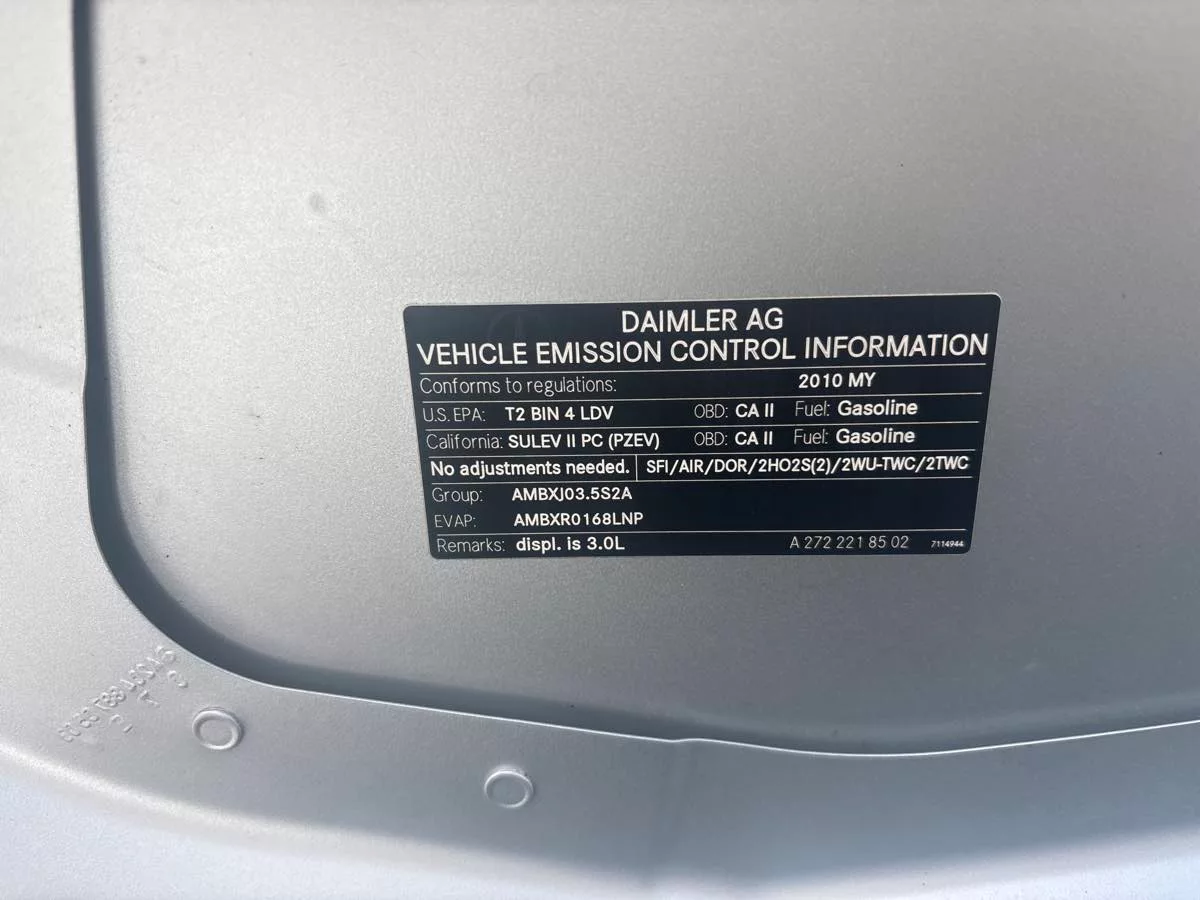 DAIMLER AG
VEHICLE EMISSION CONTROL INFORMATION
Conforms to regulations: 2010 MY
U.S. EPA: T2 BIN 4 LDV OBD: CA II Fuel: Gasoline
California: SULEV II PC (PZEV) OBD: CA II Fuel: Gasoline
No adjustments needed. SFI/AIR/DOR/2HO2S(2)/2WU-TWC/2TWC
Group: AMBXJ03.5S2A
EVAP: AMBXR0168LNP
Remarks: displ. is 3.0L A 272 221 85 02 7114944